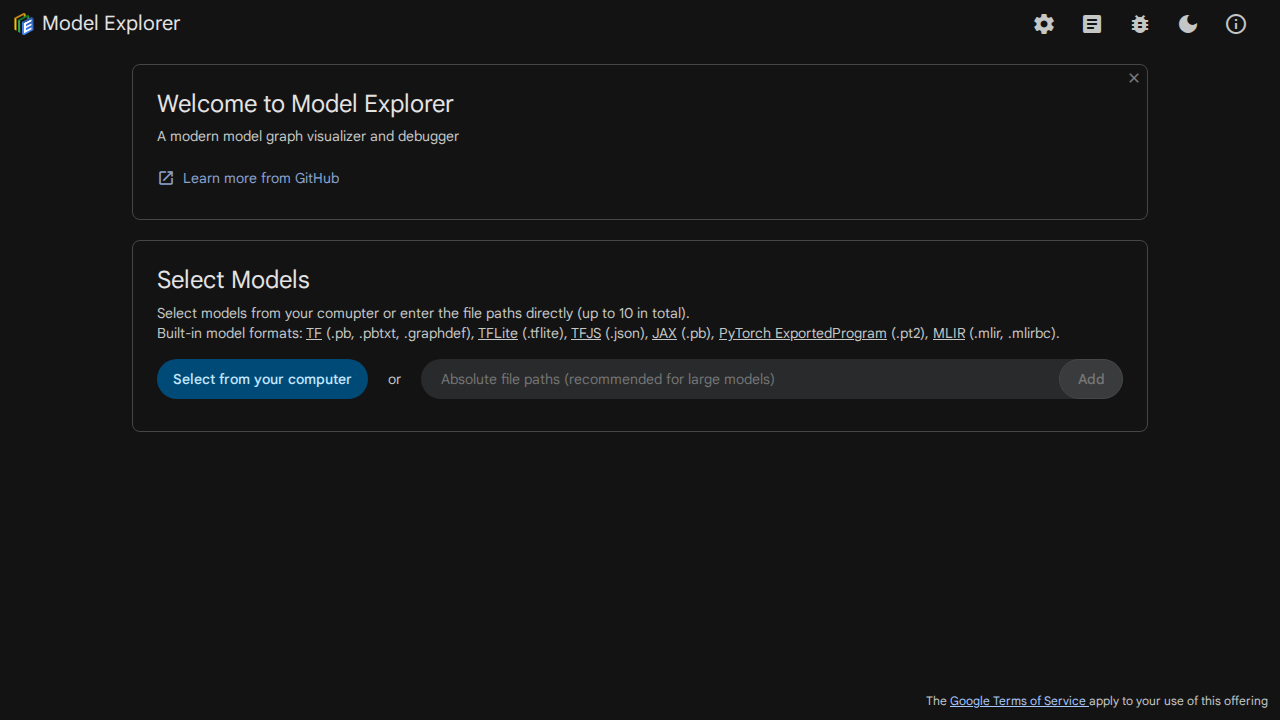 Model Explorer
Welcome to Model Explorer
A modern model graph visualizer and debugger
Learn more from GitHub
Select Models
Select models from your comupter or enter the file paths directly (up to 10 in total).
Built-in model formats: TF (.pb, .pbtxt, .graphdef), TFLite (.tflite), TFJS (.json), JAX (.pb), PyTorch ExportedProgram (.pt2), MLIR (.mlir, .mlirbc).
Select from your computer or Absolute file paths (recommended for large models) Add
The Google Terms of Service apply to your use of this offering